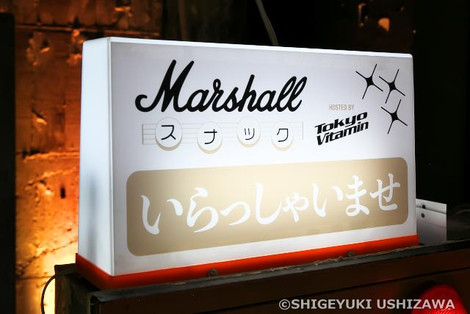 Marshall
スナック
HOSTED BY
Tokyo
Vitamin
いらっしゃいませ
©SHIGEYUKI USHIZAWA